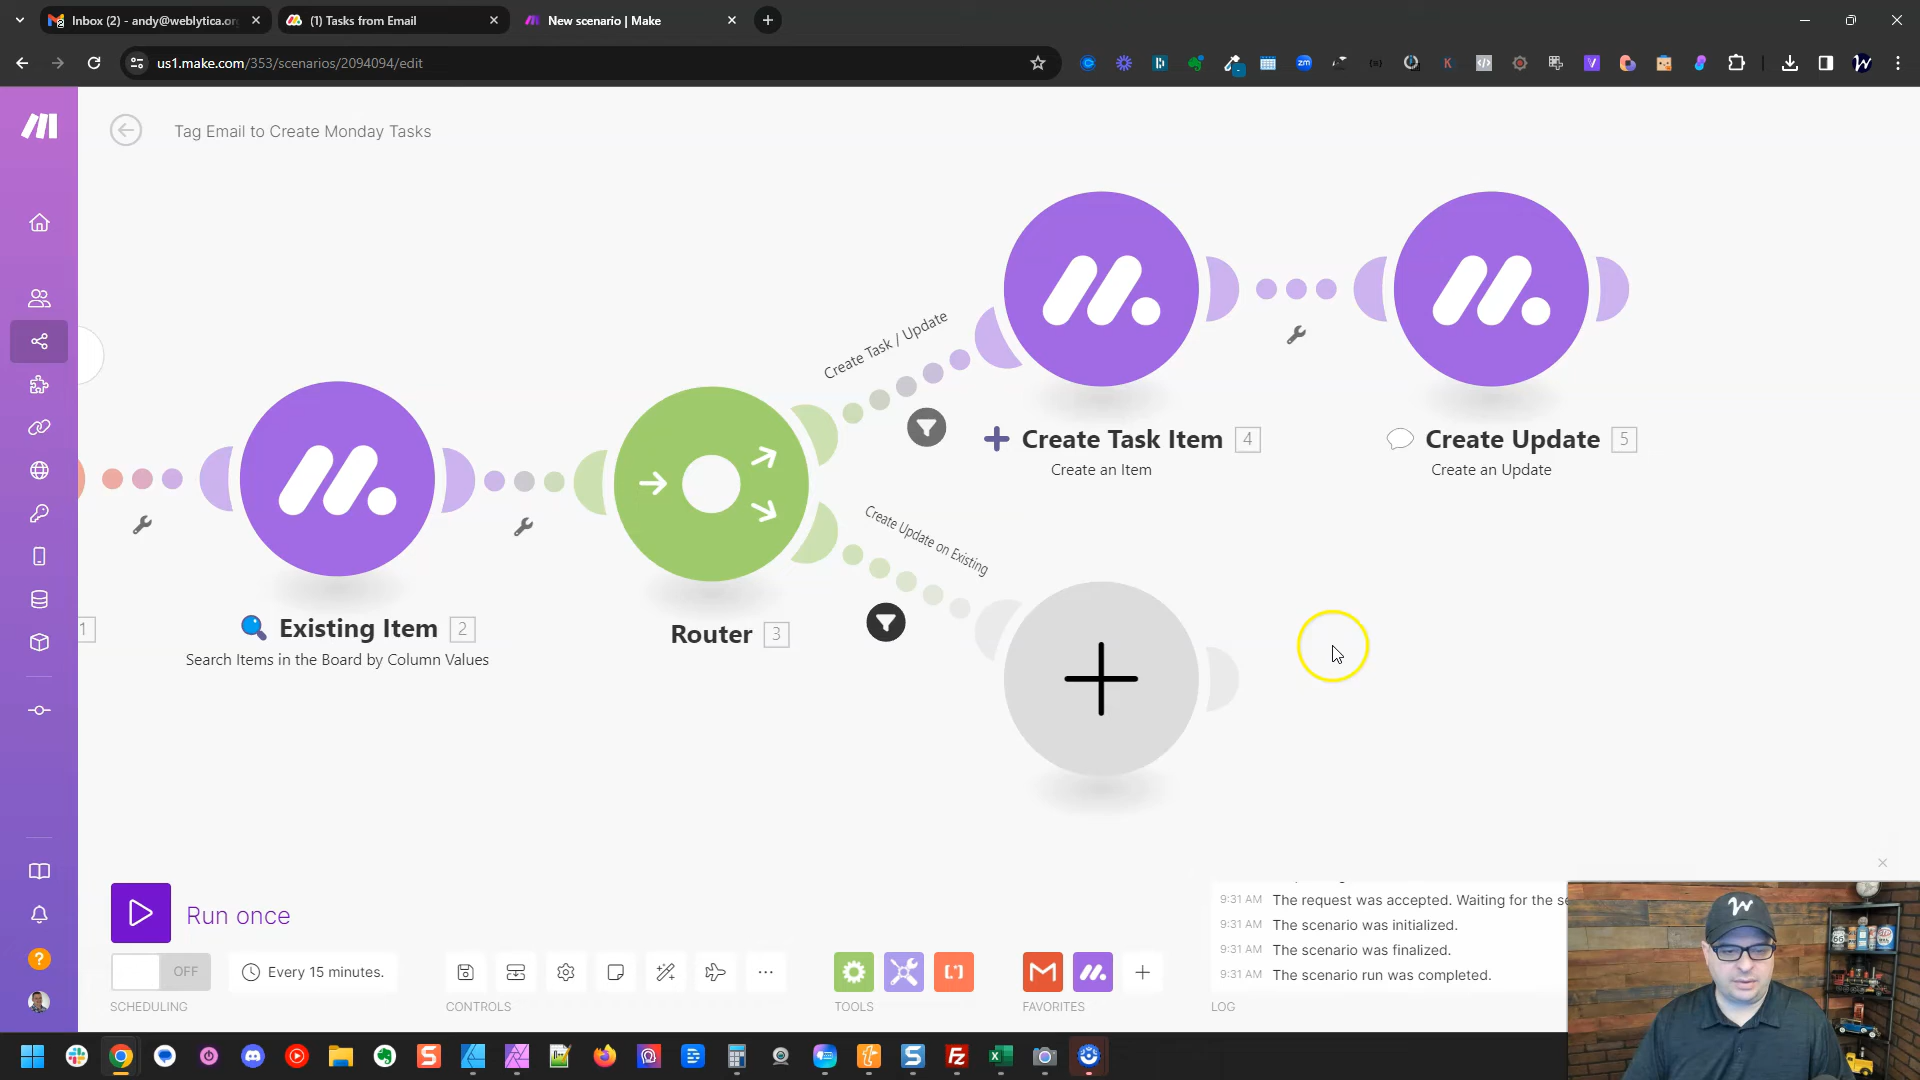 Inbox (2) - andy@weblytica.or
(1) Tasks from Email
New scenario | Make
us1.make.com/353/scenarios/2094094/edit
Tag Email to Create Monday Tasks
Create Task / Update
Create Task Item 4
Create an Item
Create Update 5
Create an Update
Create Update on Existing
1
Existing Item 2
Search Items in the Board by Column Values
Router 3
Run once
OFF
Every 15 minutes.
SCHEDULING
CONTROLS
TOOLS
FAVORITES
LOG
9:31 AM The request was accepted. Waiting for the se
9:31 AM The scenario was initialized.
9:31 AM The scenario was finalized.
9:31 AM The scenario run was completed.